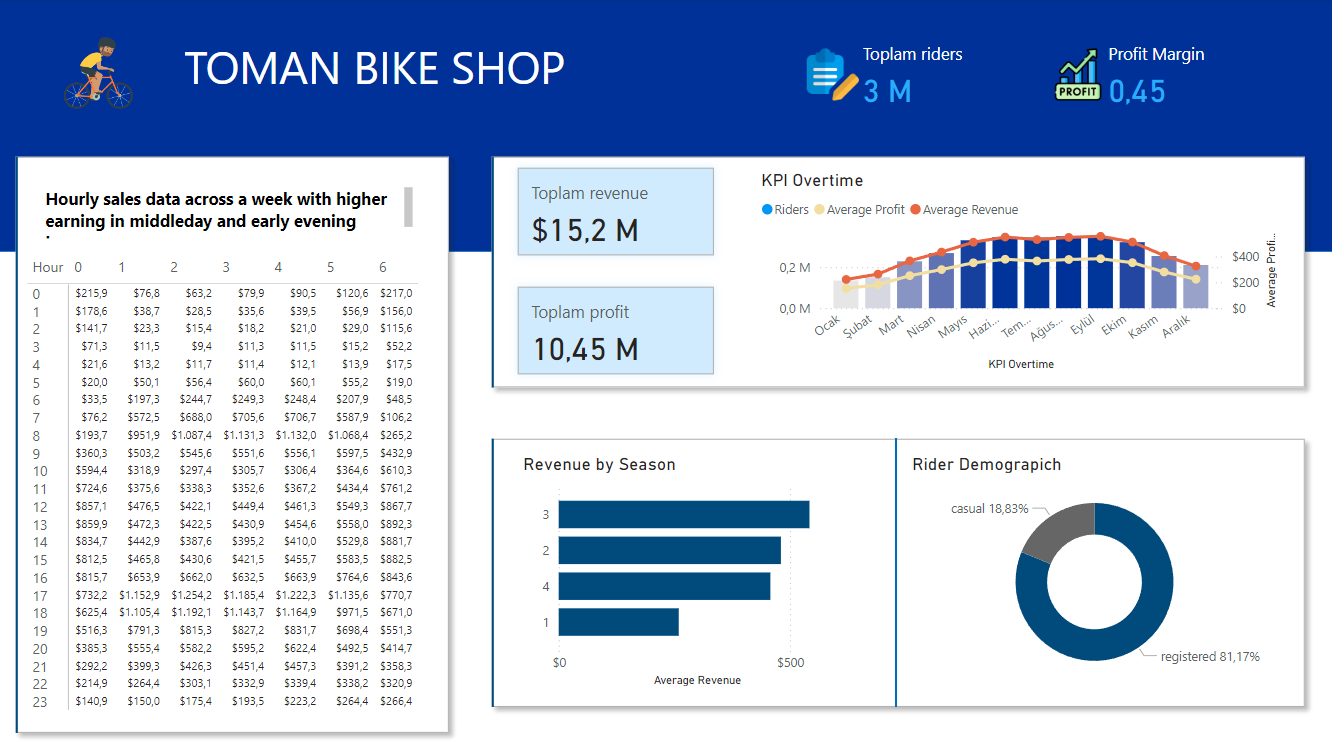 TOMAN BIKE SHOP
Toplam riders
3 M
PROFIT
Profit Margin
0,45
Hourly sales data across a week with higher
earning in middleday and early evening
Hour 0 1 2 3 4 5 6
0 $215,9 $76,8 $63,2 $79,9 $90,5 $120,6 $217,0
1 $178,6 $38,7 $28,5 $35,6 $39,5 $56,9 $156,0
2 $141,7 $23,3 $15,4 $18,2 $21,0 $29,0 $115,6
3 $71,3 $11,5 $9,4 $11,3 $11,5 $15,2 $52,2
4 $21,6 $13,2 $11,7 $11,4 $12,1 $13,9 $17,5
5 $20,0 $50,1 $56,4 $60,0 $60,1 $55,2 $19,0
6 $33,5 $197,3 $244,7 $249,3 $248,4 $207,9 $48,5
7 $76,2 $572,5 $688,0 $705,6 $706,7 $587,9 $106,2
8 $193,7 $951,9 $1.087,4 $1.131,3 $1.132,0 $1.068,4 $265,2
9 $360,3 $503,2 $545,6 $551,6 $556,1 $597,5 $432,9
10 $594,4 $318,9 $297,4 $305,7 $306,4 $364,6 $610,3
11 $724,6 $375,6 $338,3 $352,6 $367,2 $434,4 $761,2
12 $857,1 $476,5 $422,1 $449,4 $461,3 $549,3 $867,7
13 $859,9 $472,3 $422,5 $430,9 $454,6 $558,0 $892,3
14 $834,7 $442,9 $387,6 $395,2 $410,0 $529,8 $881,7
15 $812,5 $465,8 $430,6 $421,5 $455,7 $583,5 $882,5
16 $815,7 $653,9 $662,0 $632,5 $663,9 $764,6 $843,6
17 $732,2 $1.152,9 $1.254,2 $1.185,4 $1.222,3 $1.135,6 $770,7
18 $625,4 $1.105,4 $1.192,1 $1.143,7 $1.164,9 $971,5 $671,0
19 $516,3 $791,3 $815,3 $827,2 $831,7 $698,4 $551,3
20 $385,3 $555,4 $582,2 $595,2 $622,4 $492,5 $414,7
21 $292,2 $399,3 $426,3 $451,4 $457,3 $391,2 $358,3
22 $214,9 $264,4 $303,1 $332,9 $339,4 $338,2 $320,9
23 $140,9 $150,0 $175,4 $193,5 $223,2 $264,4 $266,4
Toplam revenue
$15,2 M
Toplam profit
10,45 M
KPI Overtime
Riders Average Profit Average Revenue
0,2 M
0,0 M
$400
$200
$0
Average Profi...
Ocak Şubat Mart Nisan Mayıs Hazi... Tem... Ağus... Eylül Ekim Kasım Aralık
KPI Overtime
Revenue by Season
3
2
4
1
$0 $500
Average Revenue
Rider Demograpich
casual 18,83%
registered 81,17%